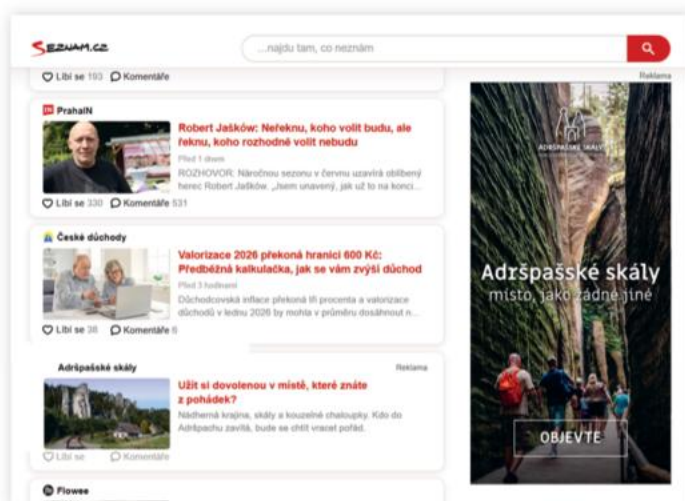 SEZNAM.CZ
...najdu tam, co neznám
Líbí se 193 Komentáře
Reklama
PrahaIN
Robert Jašków: Neřeknu, koho volit budu, ale
řeknu, koho rozhodně volit nebudu
Před 1 dnem
ROZHOVOR: Náročnou sezonu v červnu uzavírá oblíbený
herec Robert Jašków. „Jsem unavený, jak už to na konci...
Líbí se 330 Komentáře 531
České důchody
Valorizace 2026 překoná hranici 600 Kč:
Předběžná kalkulačka, jak se vám zvýší důchod
Před 3 hodinami
Důchodcovská inflace překonala tři procenta a valorizace
důchodů v lednu 2026 by mohla v průměru dosáhnout n...
Líbí se 38 Komentáře 6
Adršpašské skály
Reklama
Užít si dovolenou v místě, které znáte
z pohádek?
Nádherná krajina, skály a kouzelné chaloupky. Kdo do
Adršpachu zavítá, bude se chtít vracet pořád.
Líbí se Komentáře
Flowee
ADRŠPAŠSKÉ SKÁLY
Adršpašské skály
místo, jako žádné jiné
OBJEVTE